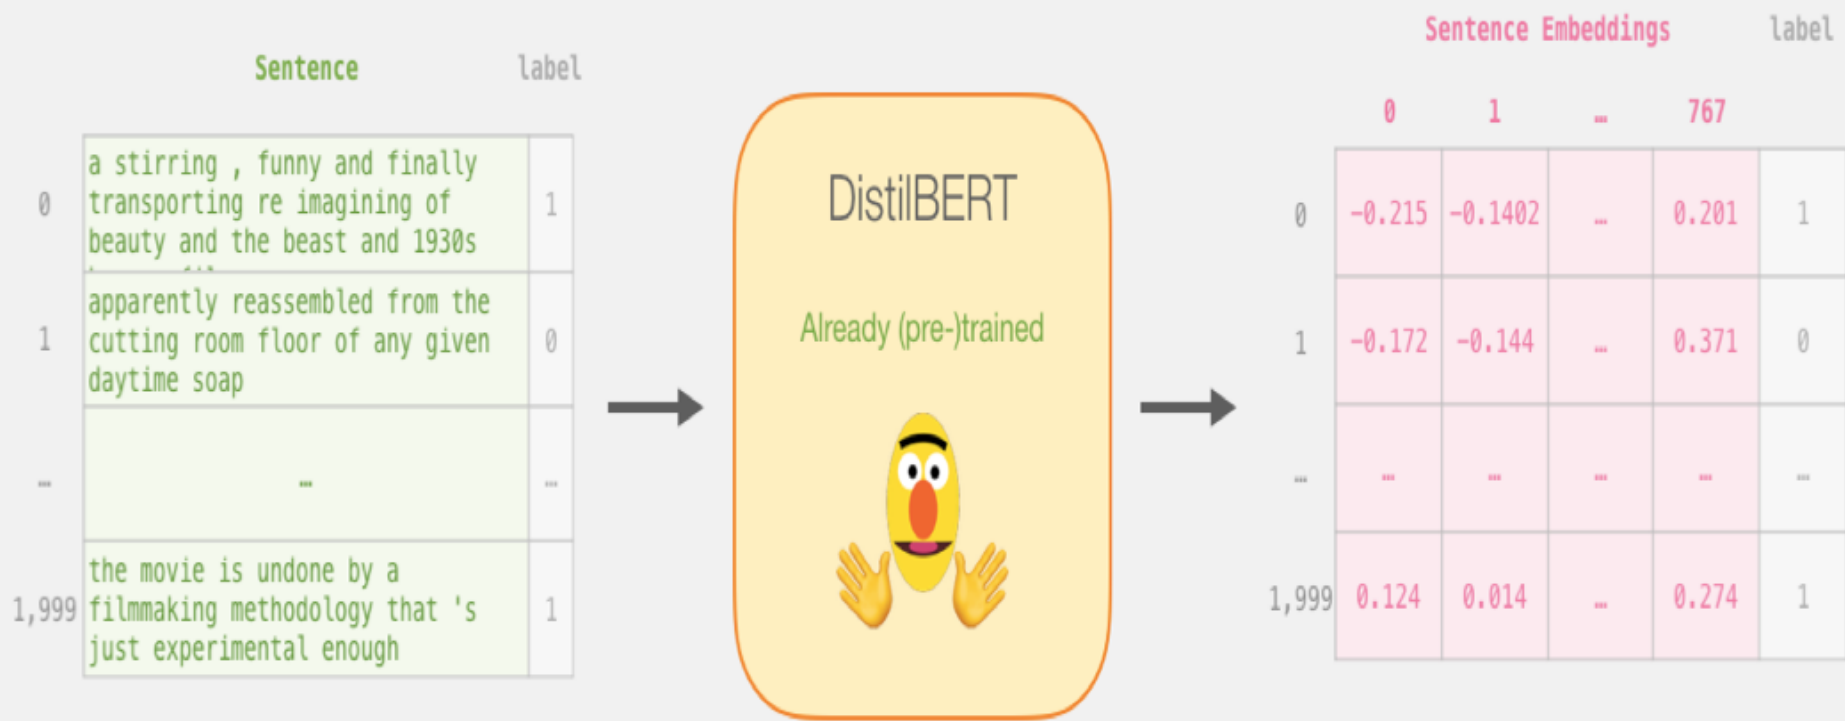 Sentence label
0 a stirring , funny and finally 1
transporting re imagining of
beauty and the beast and 1930s
1 apparently reassembled from the 0
cutting room floor of any given
daytime soap
… … …
1,999 the movie is undone by a 1
filmmaking methodology that 's
just experimental enough
DistilBERT
Already (pre-)trained
Sentence Embeddings label
0 1 … 767
0 -0.215 -0.1402 … 0.201 1
1 -0.172 -0.144 … 0.371 0
… … … … … …
1,999 0.124 0.014 … 0.274 1